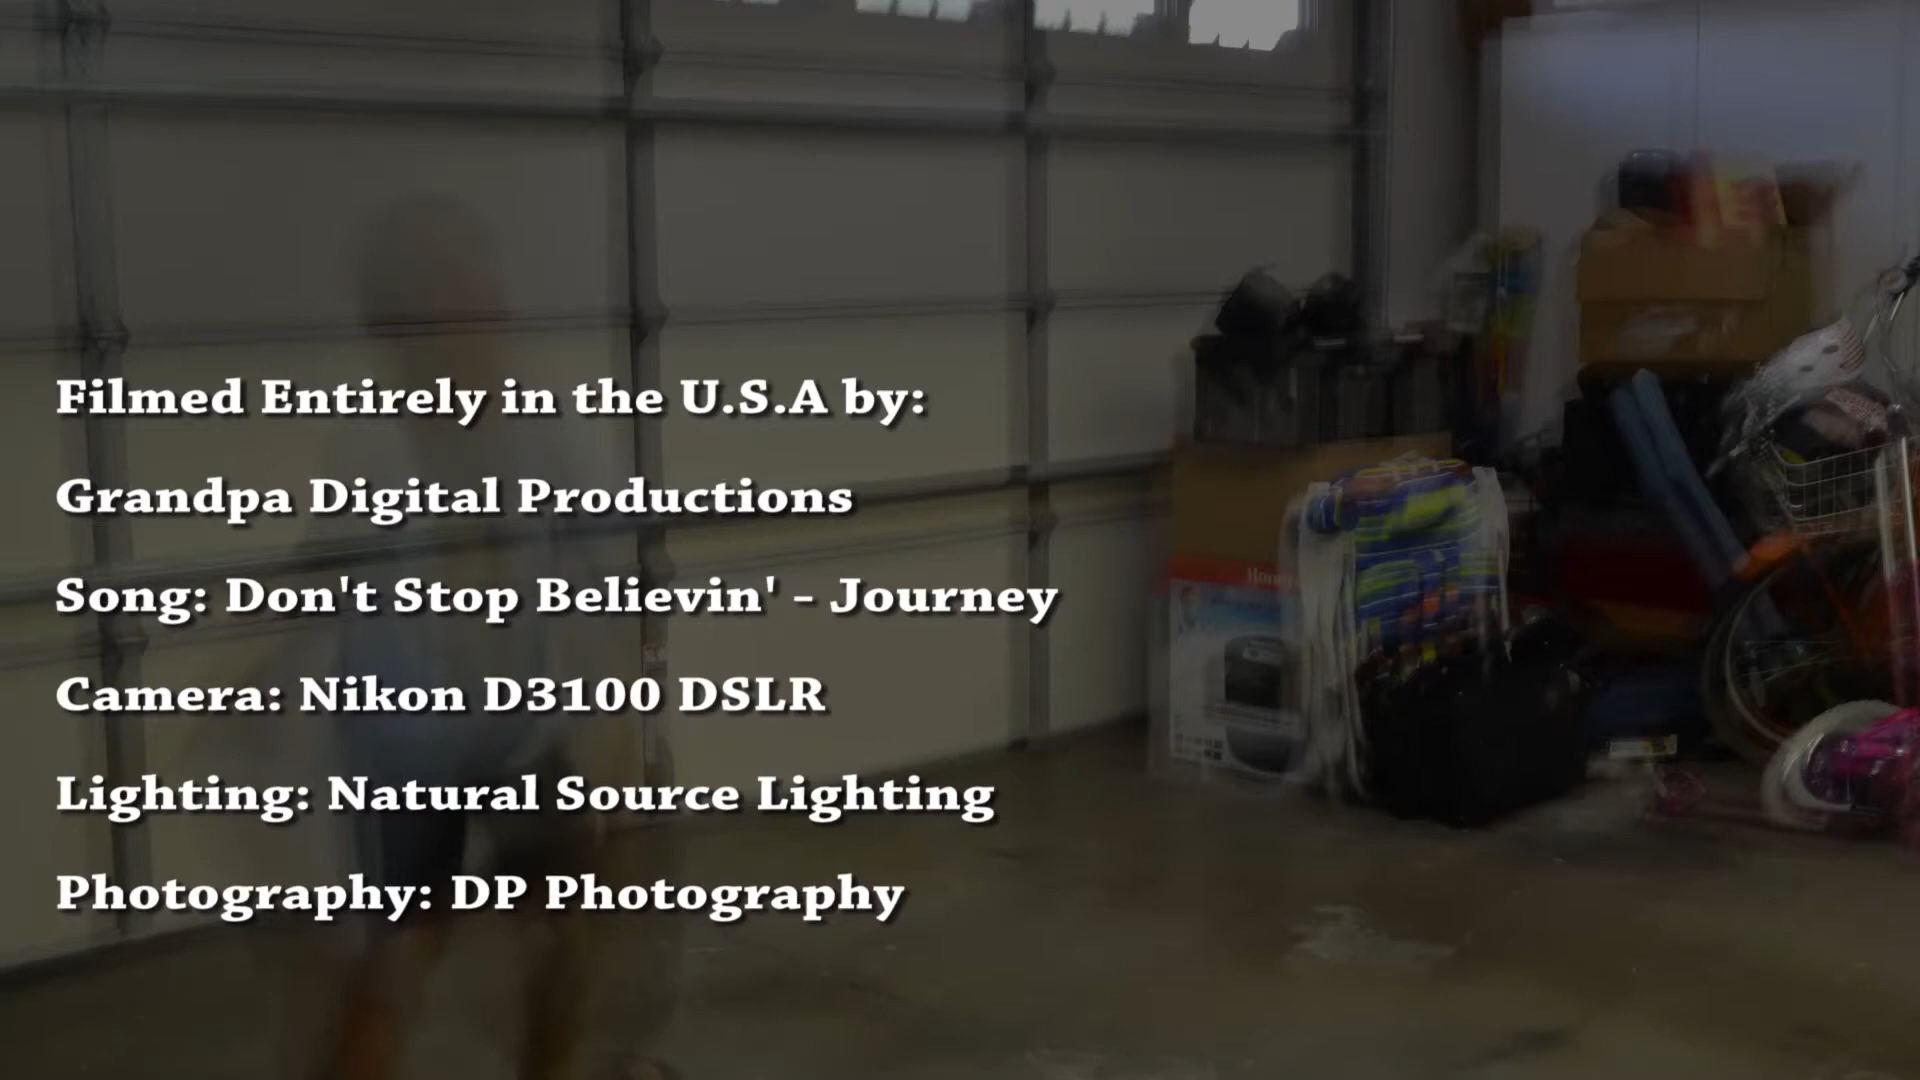 Filmed Entirely in the U.S.A by:
Grandpa Digital Productions
Song: Don't Stop Believin' - Journey
Camera: Nikon D3100 DSLR
Lighting: Natural Source Lighting
Photography: DP Photography